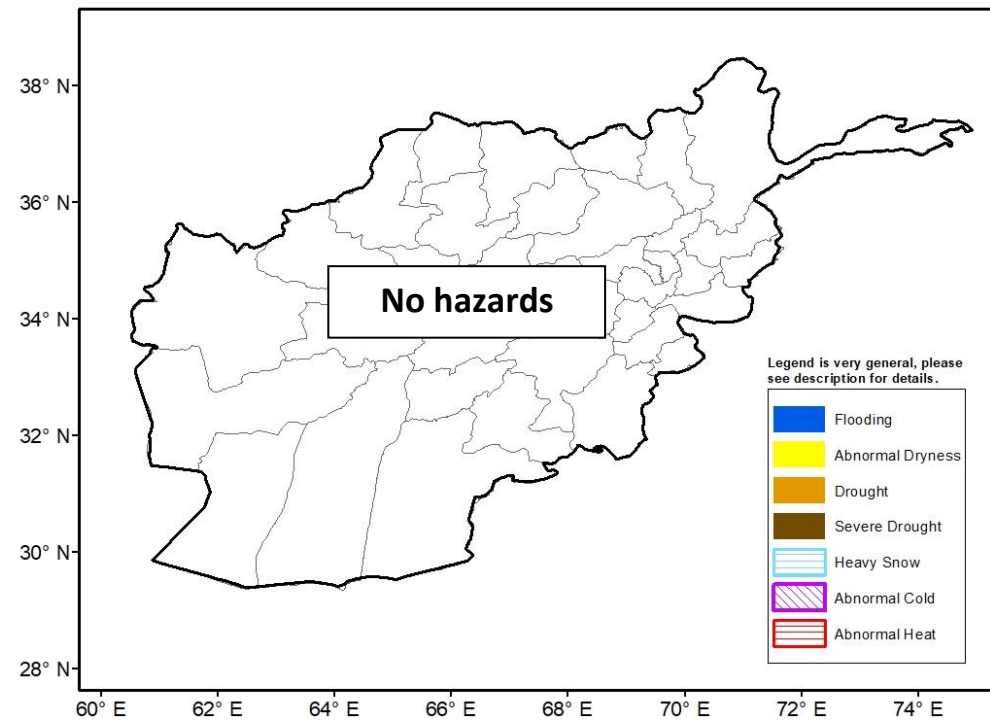 38° N
36° N
34° N
32° N
30° N
28° N
No hazards
Legend is very general, please
see description for details.
Flooding
Abnormal Dryness
Drought
Severe Drought
Heavy Snow
Abnormal Cold
Abnormal Heat
60° E 62° E 64° E 66° E 68° E 70° E 72° E 74° E